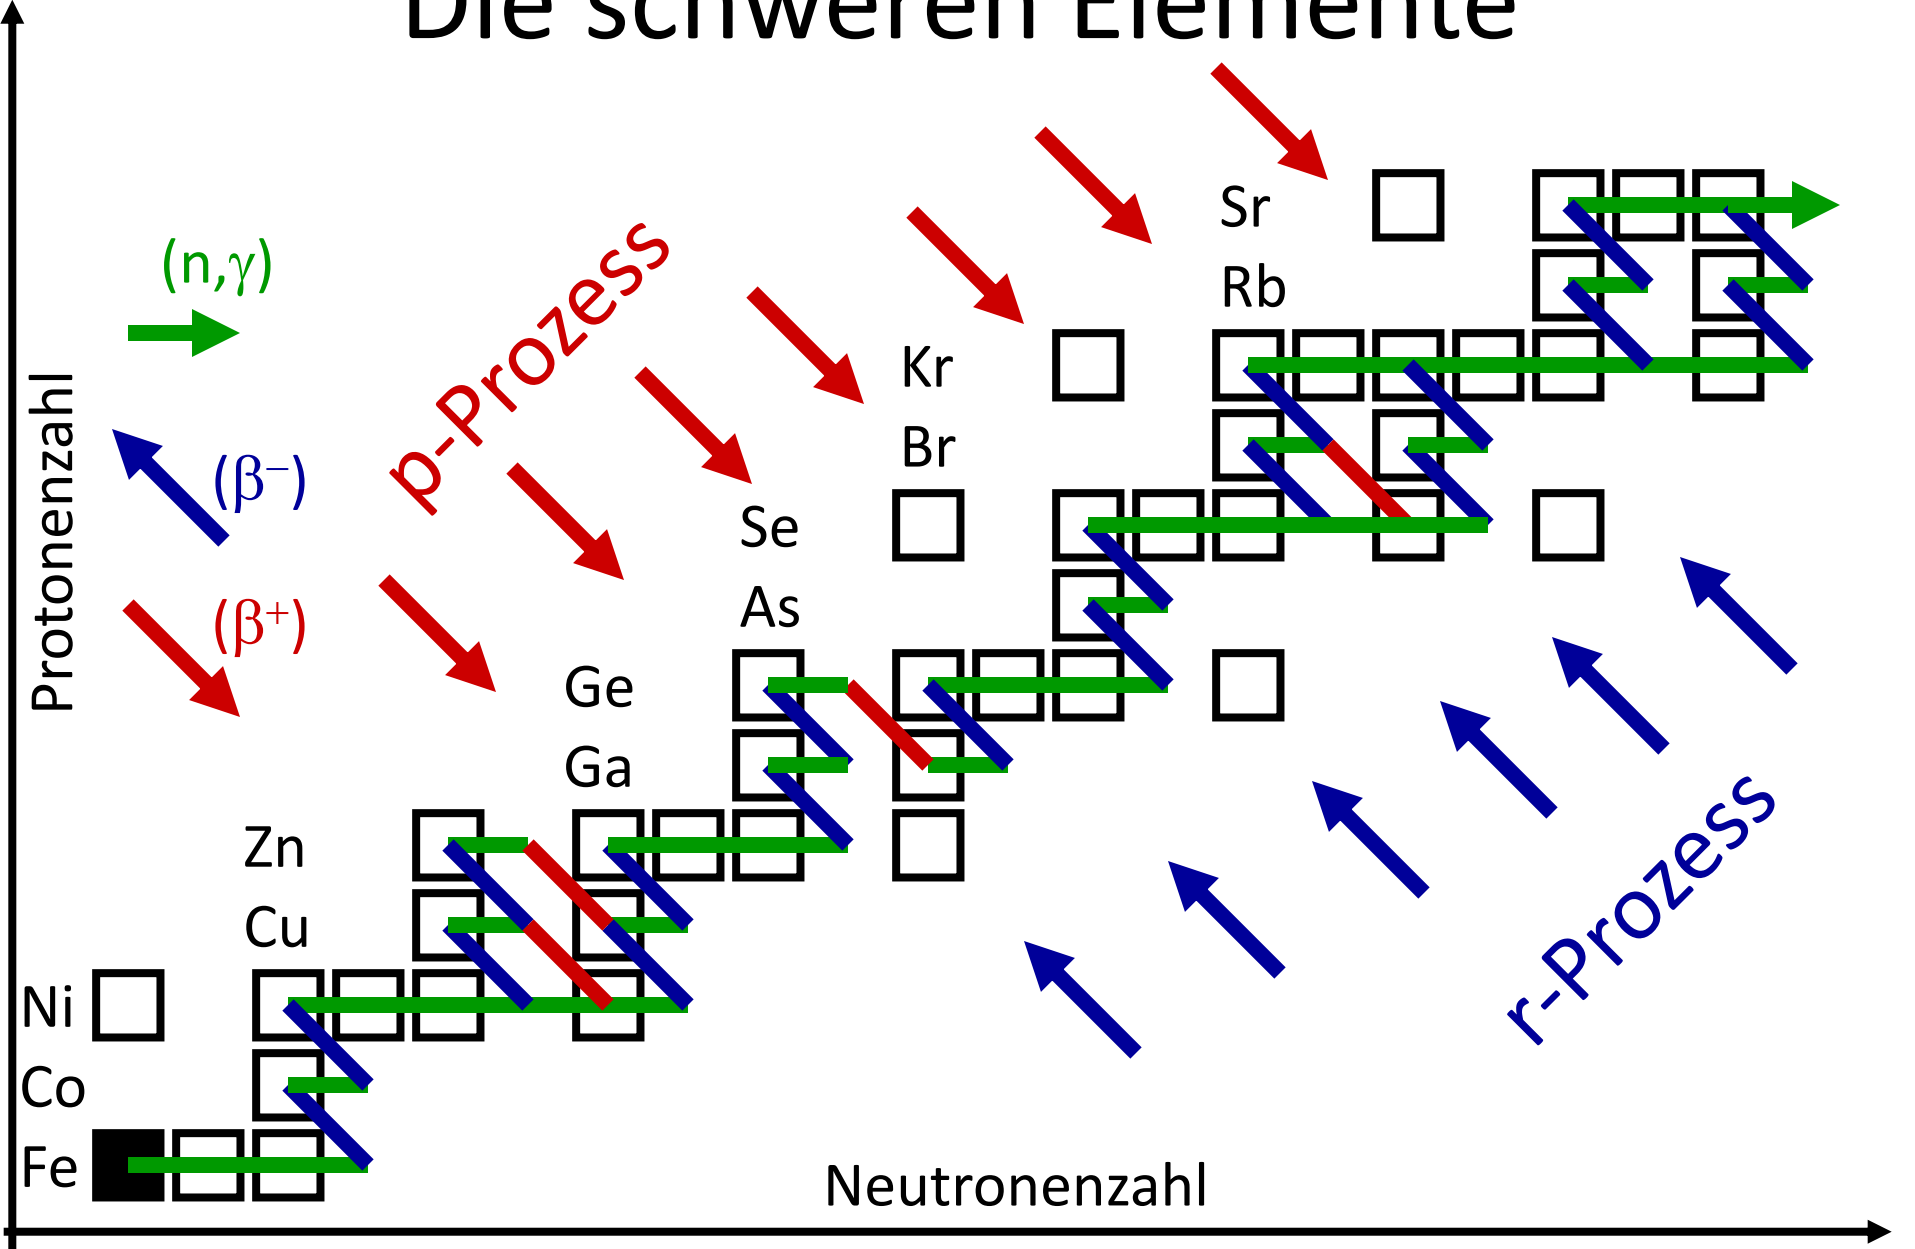 Die schweren Elemente
Sr
(n,γ)
Rb
p-Prozess
Kr
Br
(β⁻)
Se
As
(β⁺)
Protonenzahl
Ge
Ga
Zn
Cu
r-Prozess
Ni
Co
Fe
Neutronenzahl